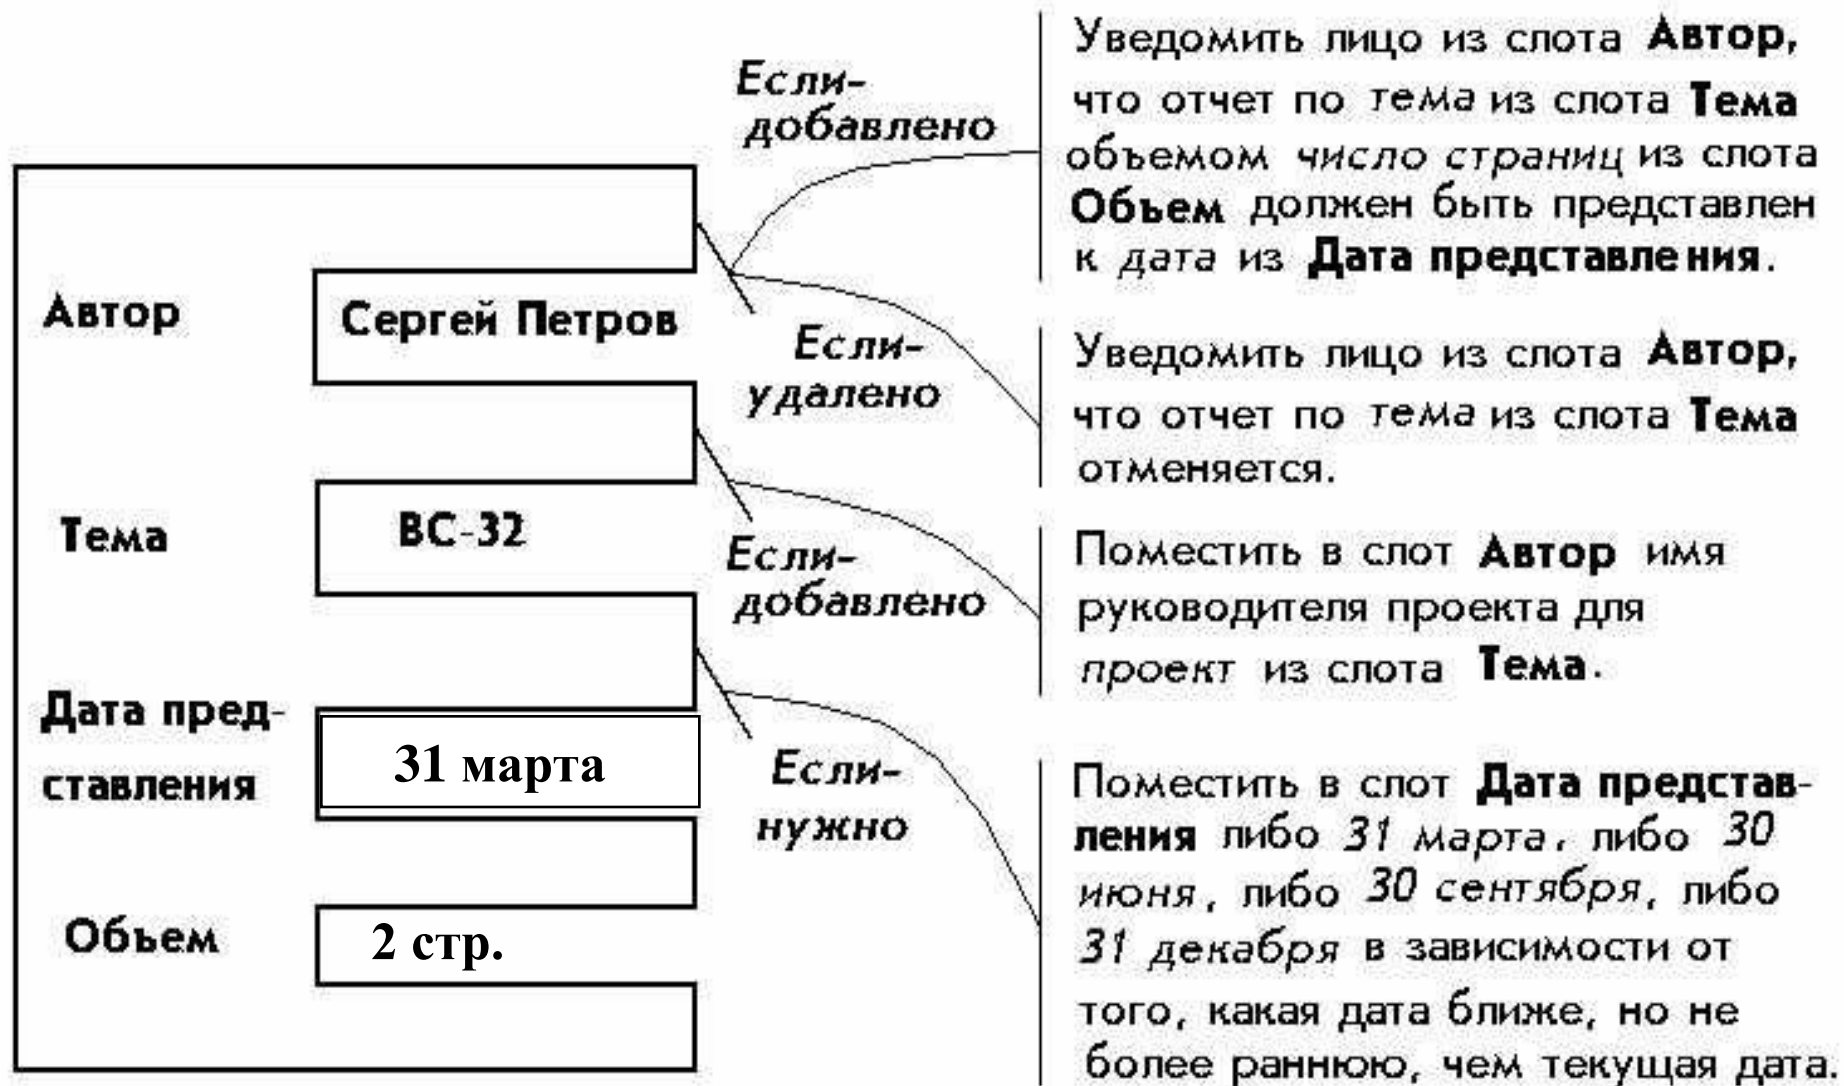 Автор
Сергей Петров
Тема
ВС-32
Дата пред-
ставления
31 марта
Объем
2 стр.
Если-
добавлено
Уведомить лицо из слота Автор,
что отчет по тема из слота Тема
объемом число страниц из слота
Объем должен быть представлен
к дата из Дата представления.
Если-
удалено
Уведомить лицо из слота Автор,
что отчет по тема из слота Тема
отменяется.
Если-
добавлено
Поместить в слот Автор имя
руководителя проекта для
проект из слота Тема.
Если-
нужно
Поместить в слот Дата представ-
ления либо 31 марта, либо 30
июня, либо 30 сентября, либо
31 декабря в зависимости от
того, какая дата ближе, но не
более раннюю, чем текущая дата.